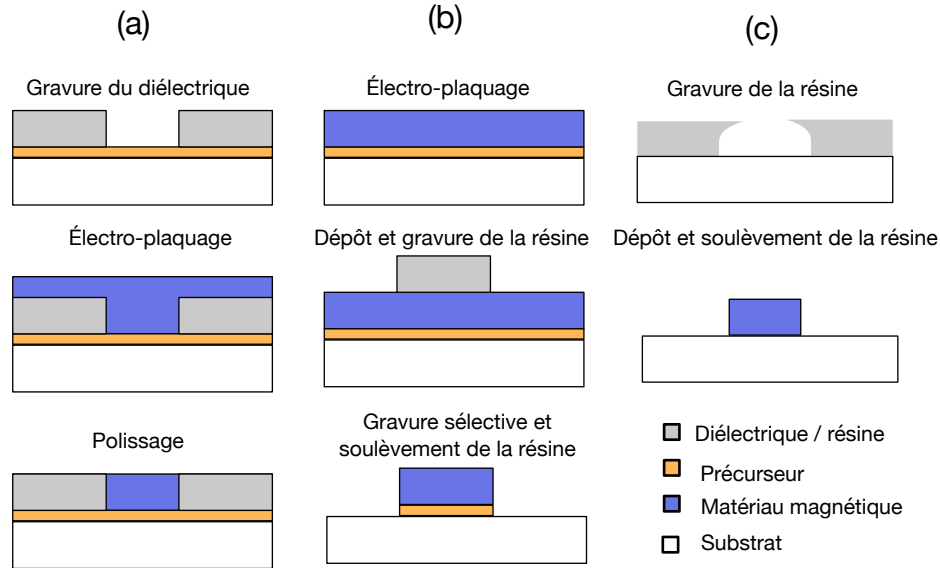 (a)
Gravure du diélectrique
Électro-plaquage
Polissage
(b)
Électro-plaquage
Dépôt et gravure de la résine
Gravure sélective et
soulèvement de la résine
(c)
Gravure de la résine
Dépôt et soulèvement de la résine
Diélectrique / résine
Précurseur
Matériau magnétique
Substrat